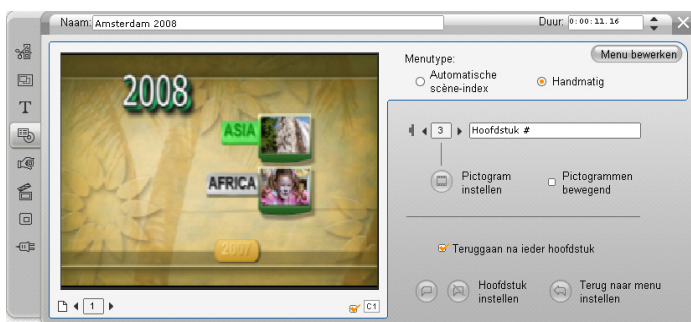 Naam: Amsterdam 2008
Duur: 0:00:11.16
Menutype:
Menu bewerken
Automatische
scène-index
Handmatig
2008
ASIA
AFRICA
2007
T
3
Hoofdstuk #
Pictogram
instellen
Pictogrammen
bewegend
Teruggaan na ieder hoofdstuk
Hoofdstuk
instellen
Terug naar menu
instellen
1
C1